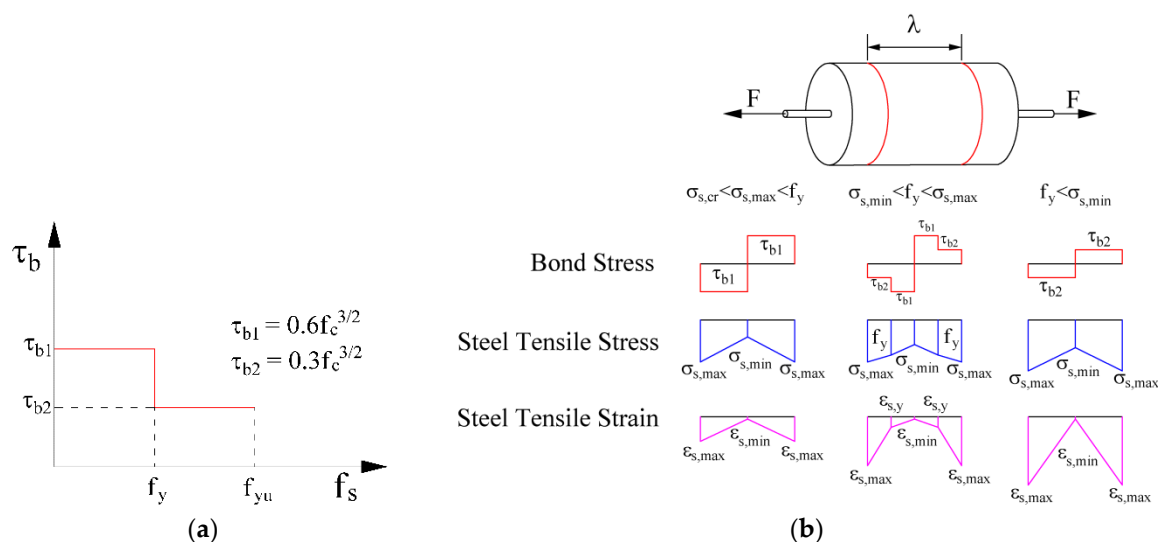 τb
τb1 = 0.6fc^3/2
τb2 = 0.3fc^3/2
τb1
τb2
fy
fyu
fs
(a)
λ
F
F
σs,cr<σs,max<fy
σs,min<fy<σs,max
fy<σs,min
Bond Stress
τb1
τb1
τb1
τb2
τb2
τb1
τb2
τb2
Steel Tensile Stress
fy
fy
σs,max
σs,min
σs,max
σs,max
σs,min
σs,max
σs,max
σs,min
σs,max
Steel Tensile Strain
εs,y
εs,y
εs,max
εs,min
εs,max
εs,max
εs,min
εs,max
εs,max
εs,min
εs,max
(b)